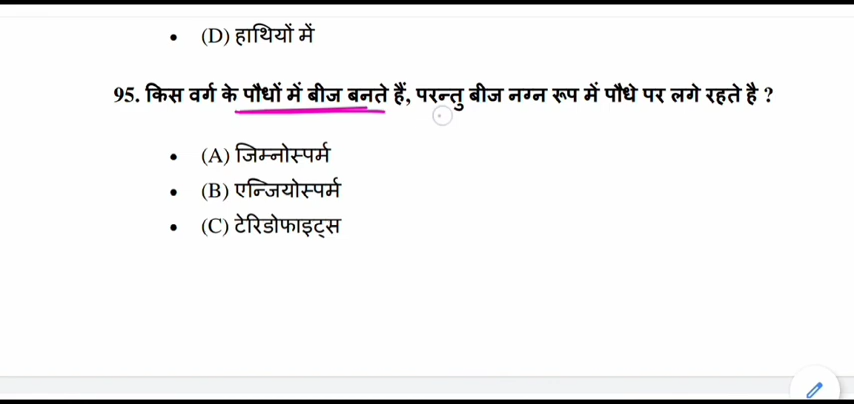 (D) हाथियों में
95. किस वर्ग के पौधों में बीज बनते हैं, परन्तु बीज नग्न रूप में पौधे पर लगे रहते है ?
(A) जिम्नोस्पर्म
(B) एन्जियोस्पर्म
(C) टेरिडोफाइट्स